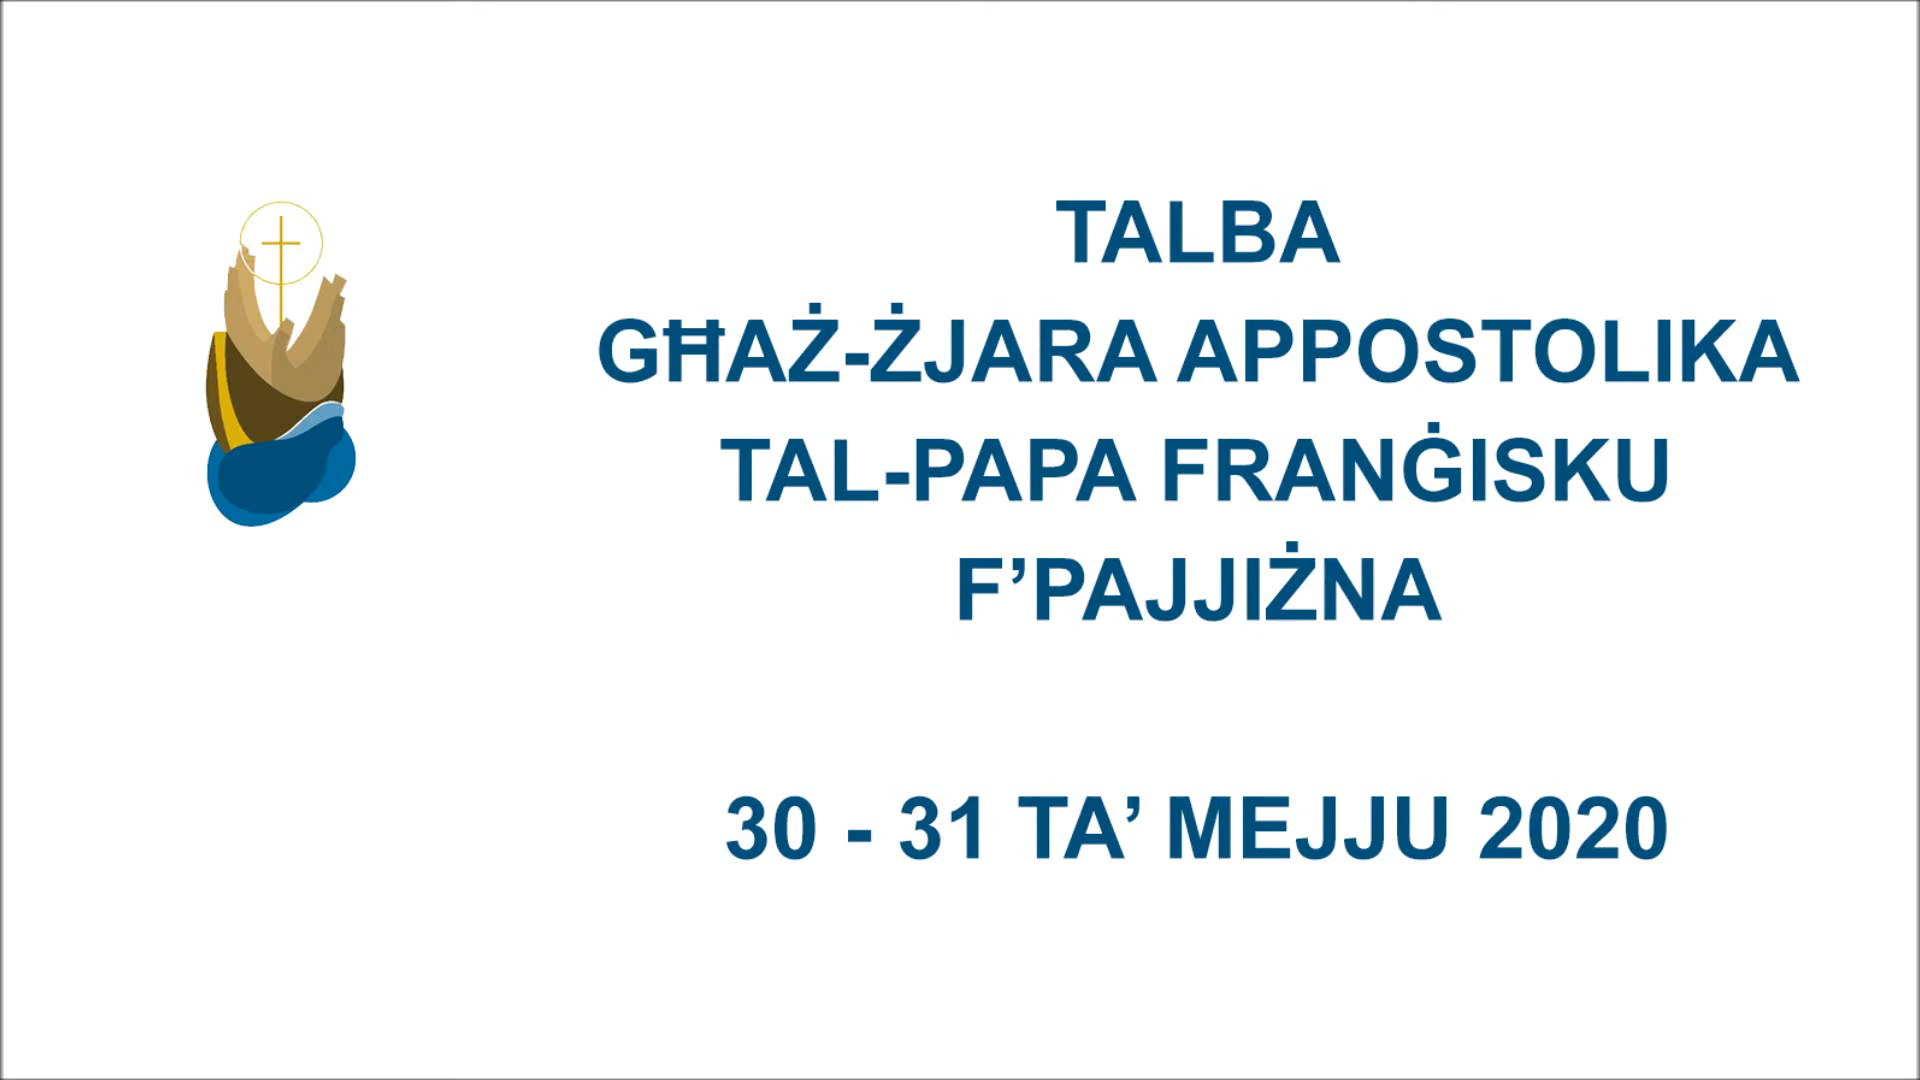 TALBA
GĦAŻ-ŻJARA APPOSTOLIKA
TAL-PAPA FRANĠISKU
F’PAJJIŻNA
30 - 31 TA’ MEJJU 2020